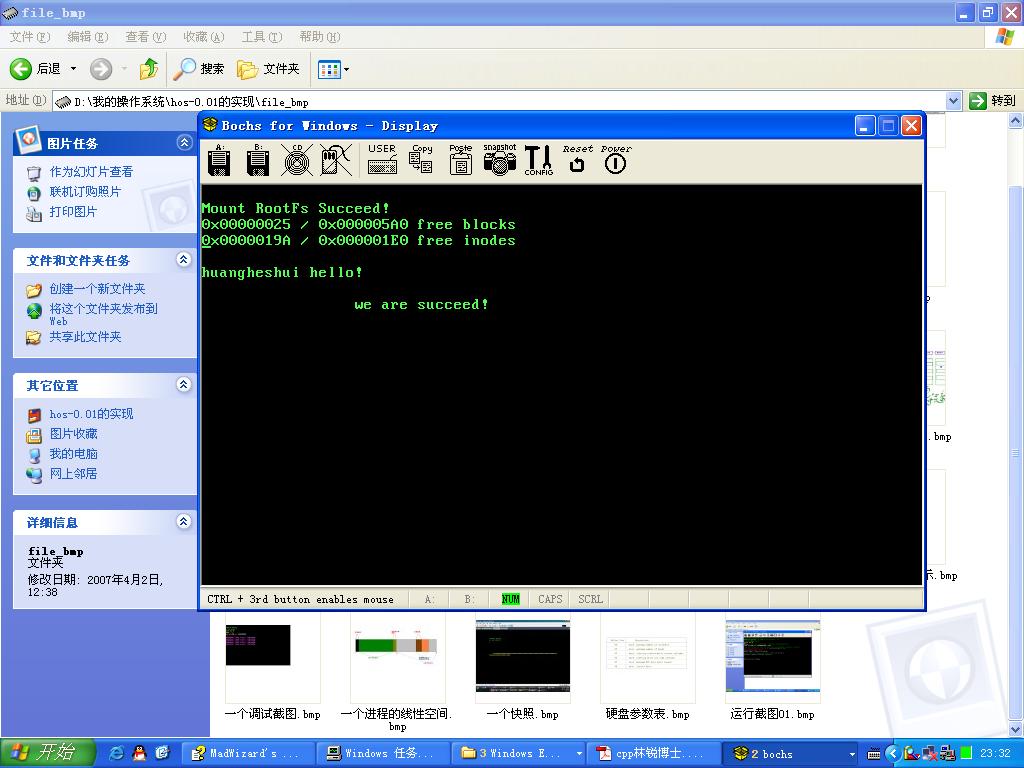 file_bmp
文件(F) 编辑(E) 查看(V) 收藏(A) 工具(T) 帮助(H)
后退 搜索 文件夹
地址(D) D:\我的操作系统\hos-0.01的实现\file_bmp 转到
图片任务
作为幻灯片查看
联机订购照片
打印图片
文件和文件夹任务
创建一个新文件夹
将这个文件夹发布到
Web
共享此文件夹
其它位置
hos-0.01的实现
图片收藏
我的电脑
网上邻居
详细信息
file_bmp
文件夹
修改日期: 2007年4月2日,
12:38
Bochs for Windows - Display
A: B: CD USER Copy Paste snapshot CONFIG Reset Power
Mount RootFs Succeed!
0x00000025 / 0x000005A0 free blocks
0x0000019A / 0x000001E0 free inodes
huangheshui hello!
we are succeed!
CTRL + 3rd button enables mouse A: B: NUM CAPS SCRL
.bmp
示.bmp
一个调试截图.bmp
一个进程的线性空间.
bmp
一个快照.bmp
硬盘参数表.bmp
运行截图01.bmp
开始 MadWizard's ... Windows 任务... 3 Windows E... cpp林锐博士.... 2 bochs 23:32